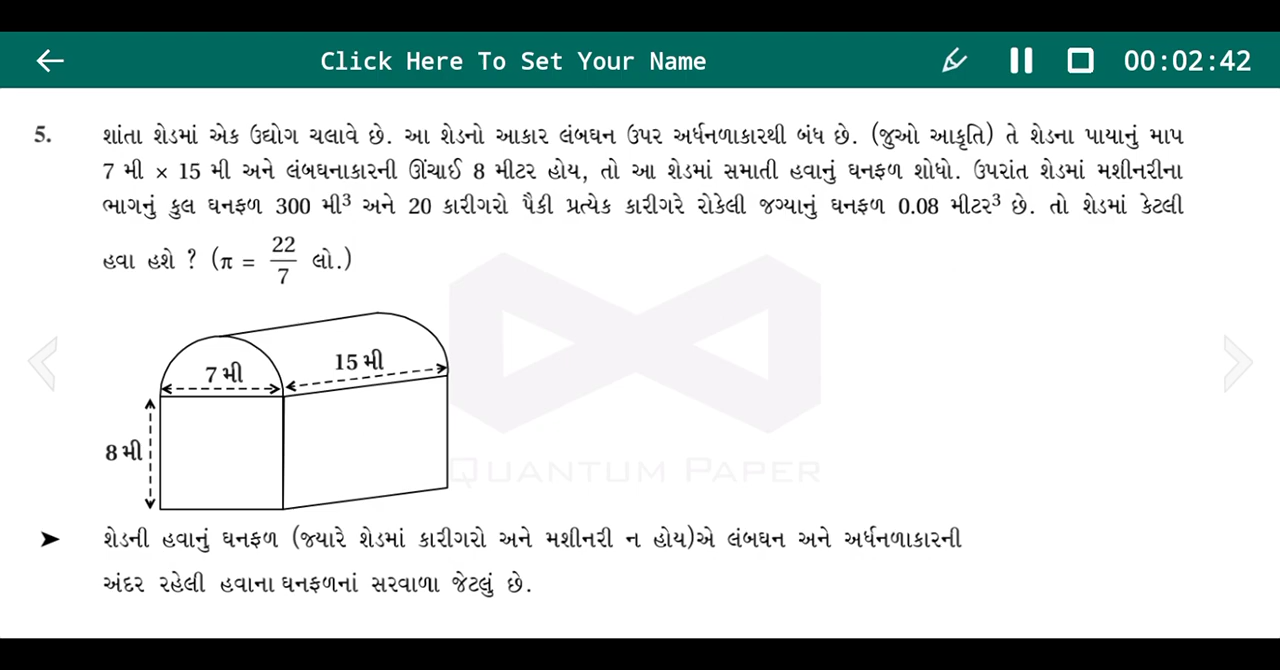 Click Here To Set Your Name
00:02:42
5. શાંતા શેડમાં એક ઉદ્યોગ ચલાવે છે. આ શેડનો આકાર લંબઘન ઉપર અર્ધનળાકારથી બંધ છે. (જુઓ આકૃતિ) તે શેડના પાયાનું માપ
7 મી × 15 મી અને લંબઘનાકારની ઊંચાઈ 8 મીટર હોય, તો આ શેડમાં સમાતી હવાનું ઘનફળ શોધો. ઉપરાંત શેડમાં મશીનરીના
ભાગનું કુલ ઘનફળ 300 મી³ અને 20 કારીગરો પૈકી પ્રત્યેક કારીગરે રોકેલી જગ્યાનું ઘનફળ 0.08 મીટર³ છે. તો શેડમાં કેટલી
હવા હશે ? (π = 22/7 લો.)
7 મી
15 મી
8 મી
QUANTUM PAPER
➤ શેડની હવાનું ઘનફળ (જ્યારે શેડમાં કારીગરો અને મશીનરી ન હોય)એ લંબઘન અને અર્ધનળાકારની
અંદર રહેલી હવાના ઘનફળનાં સરવાળા જેટલું છે.